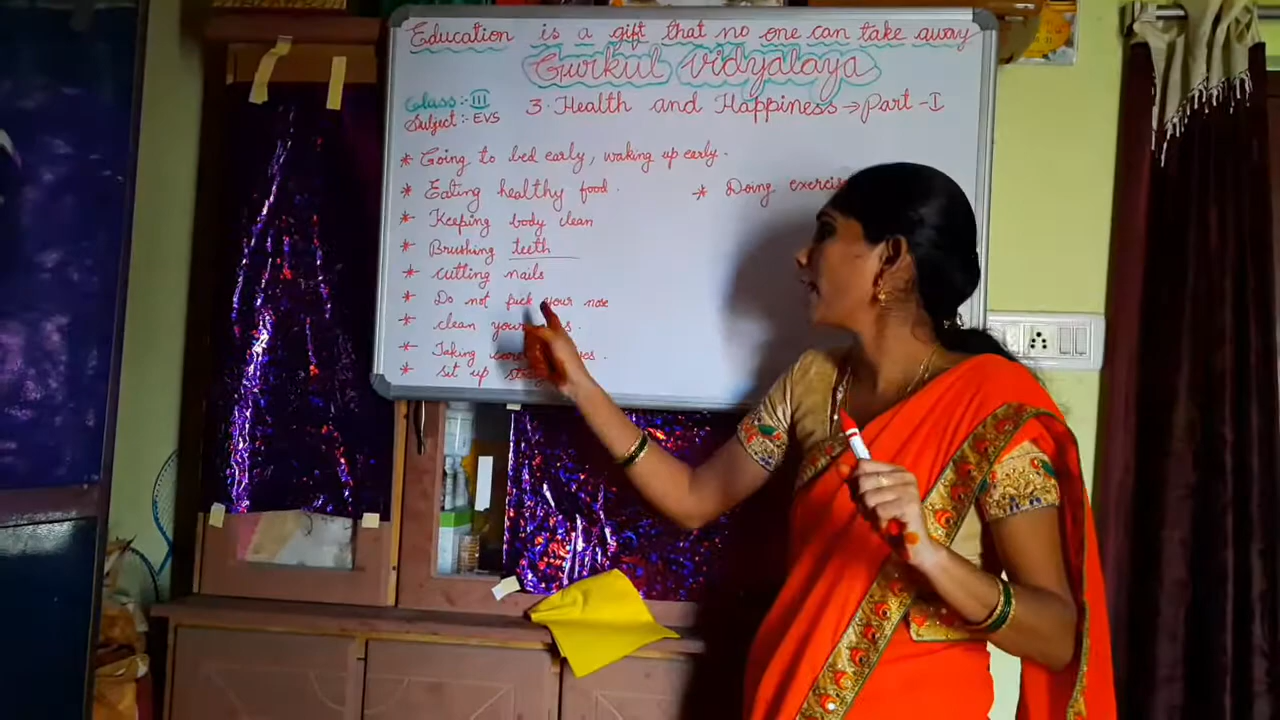 Education is a gift that no one can take away
Gurkul Vidyalaya
Class:- III
Subject:- EVS
3. Health and Happiness → Part - I
* Going to bed early, waking up early.
* Eating healthy food.
* Doing
* Keeping body clean
* Brushing teeth
* cutting nails
* Do not pick your nose
* clean
* Taking
* sit up